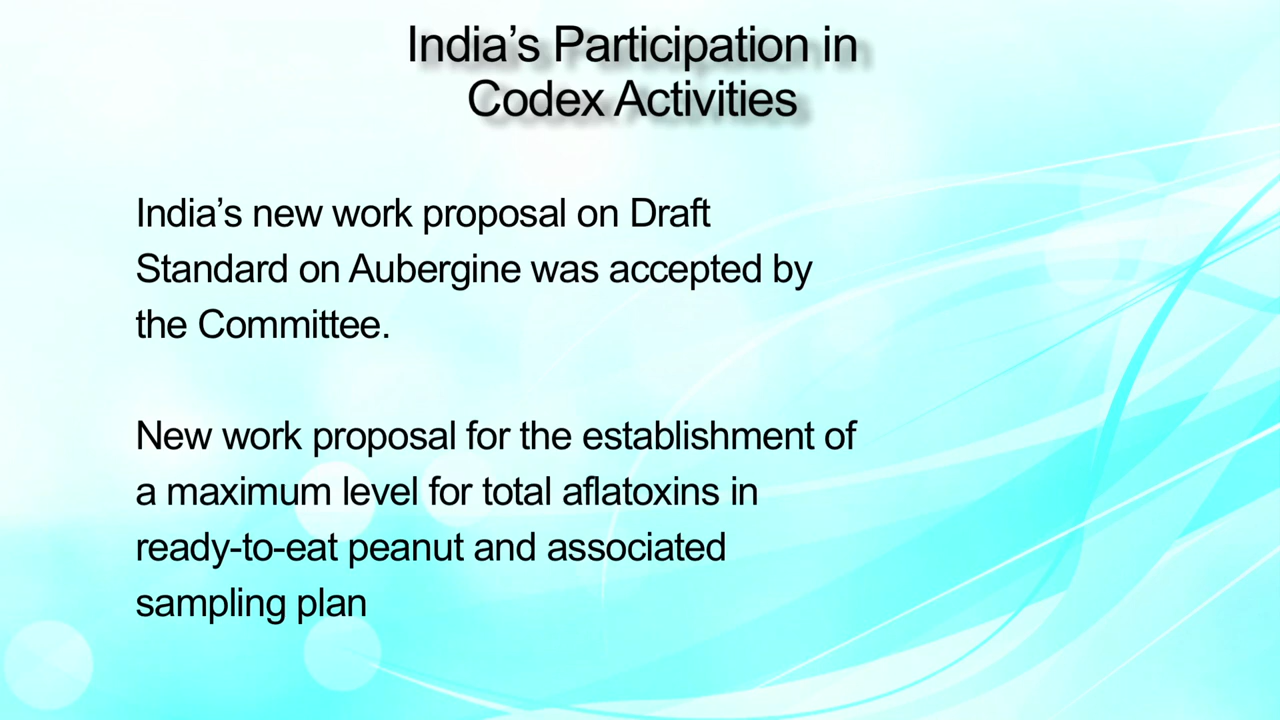 India’s Participation in
Codex Activities
India’s new work proposal on Draft
Standard on Aubergine was accepted by
the Committee.
New work proposal for the establishment of
a maximum level for total aflatoxins in
ready-to-eat peanut and associated
sampling plan